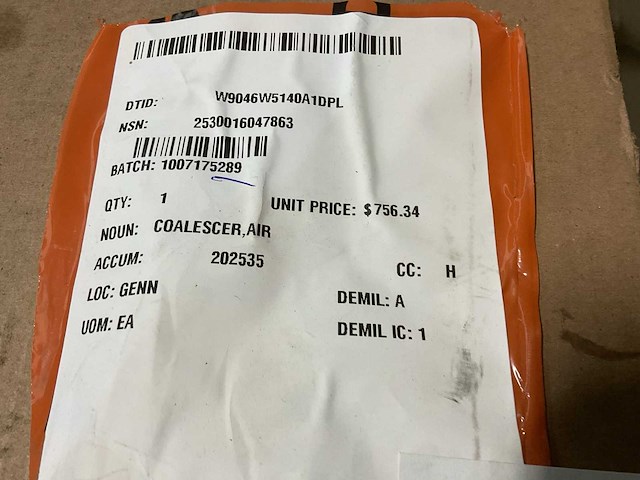 DTID: W9046W5140A1DPL
NSN: 2530016047863
BATCH: 1007175289
QTY: 1 UNIT PRICE: $756.34
NOUN: COALESCER,AIR
ACCUM: 202535 CC: H
LOC: GENN DEMIL: A
UOM: EA DEMIL IC: 1